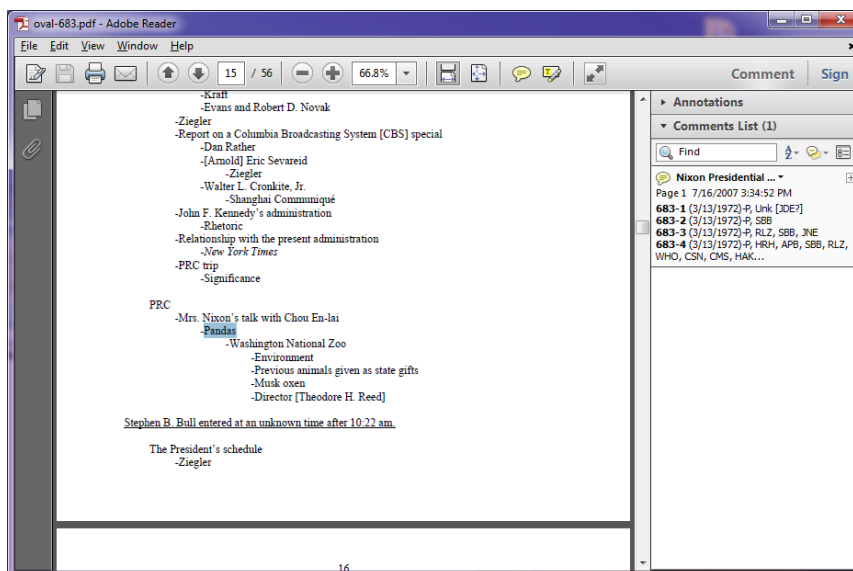 oval-683.pdf - Adobe Reader
File Edit View Window Help
15 / 56 66.8% Comment Sign
-Kraft
-Evans and Robert D. Novak
-Ziegler
-Report on a Columbia Broadcasting System [CBS] special
-Dan Rather
-[Arnold] Eric Sevareid
-Ziegler
-Walter L. Cronkite, Jr.
-Shanghai Communiqué
-John F. Kennedy's administration
-Rhetoric
-Relationship with the present administration
-New York Times
-PRC trip
-Significance
PRC
-Mrs. Nixon's talk with Chou En-lai
-Pandas
-Washington National Zoo
-Environment
-Previous animals given as state gifts
-Musk oxen
-Director [Theodore H. Reed]
Stephen B. Bull entered at an unknown time after 10:22 am.
The President's schedule
-Ziegler
16
Annotations
Comments List (1)
Find
Nixon Presidential ...
Page 1 7/16/2007 3:34:52 PM
683-1 (3/13/1972)-P, Unk [JDE?]
683-2 (3/13/1972)-P, SBB
683-3 (3/13/1972)-P, RLZ, SBB, JNE
683-4 (3/13/1972)-P, HRH, APB, SBB, RLZ,
WHO, CSN, CMS, HAK...